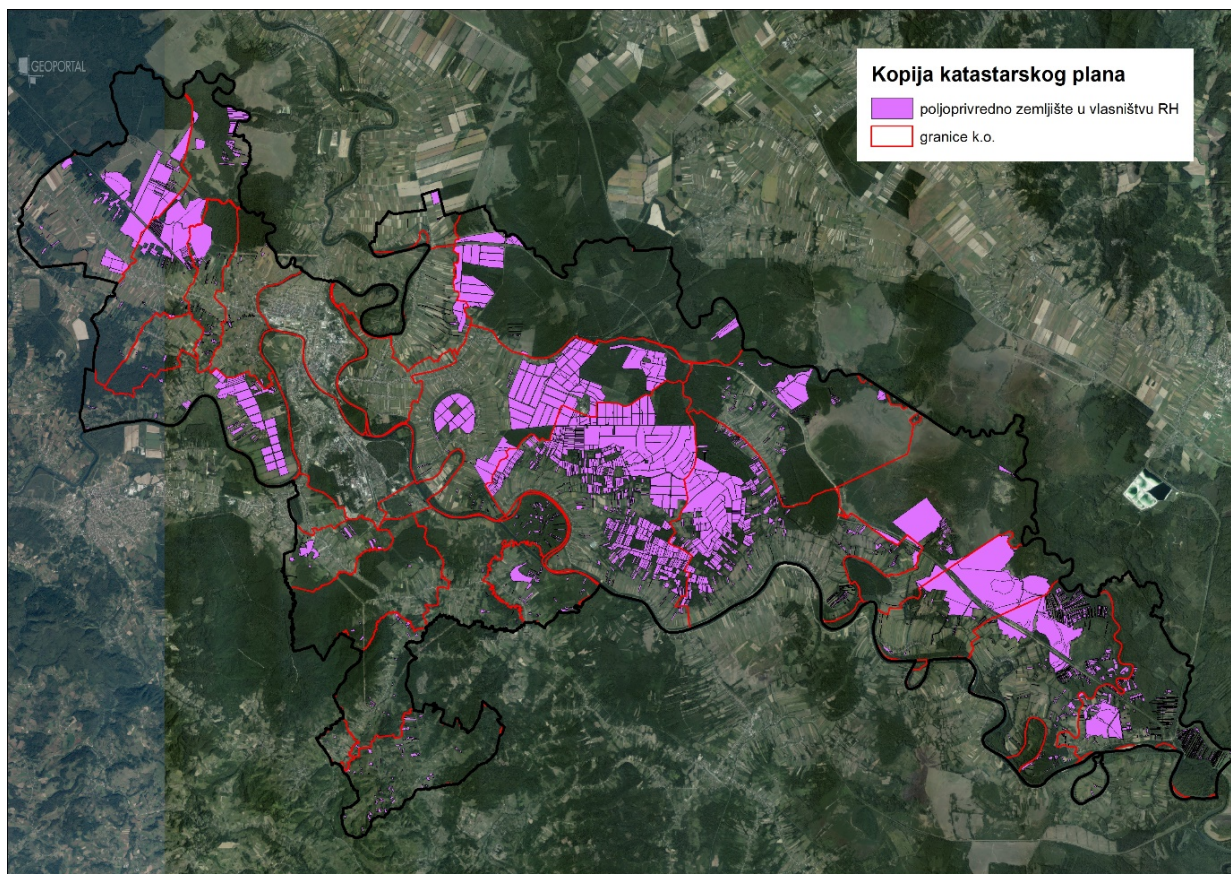 GEOPORTAL
Kopija katastarskog plana
poljoprivredno zemljište u vlasništvu RH
granice k.o.